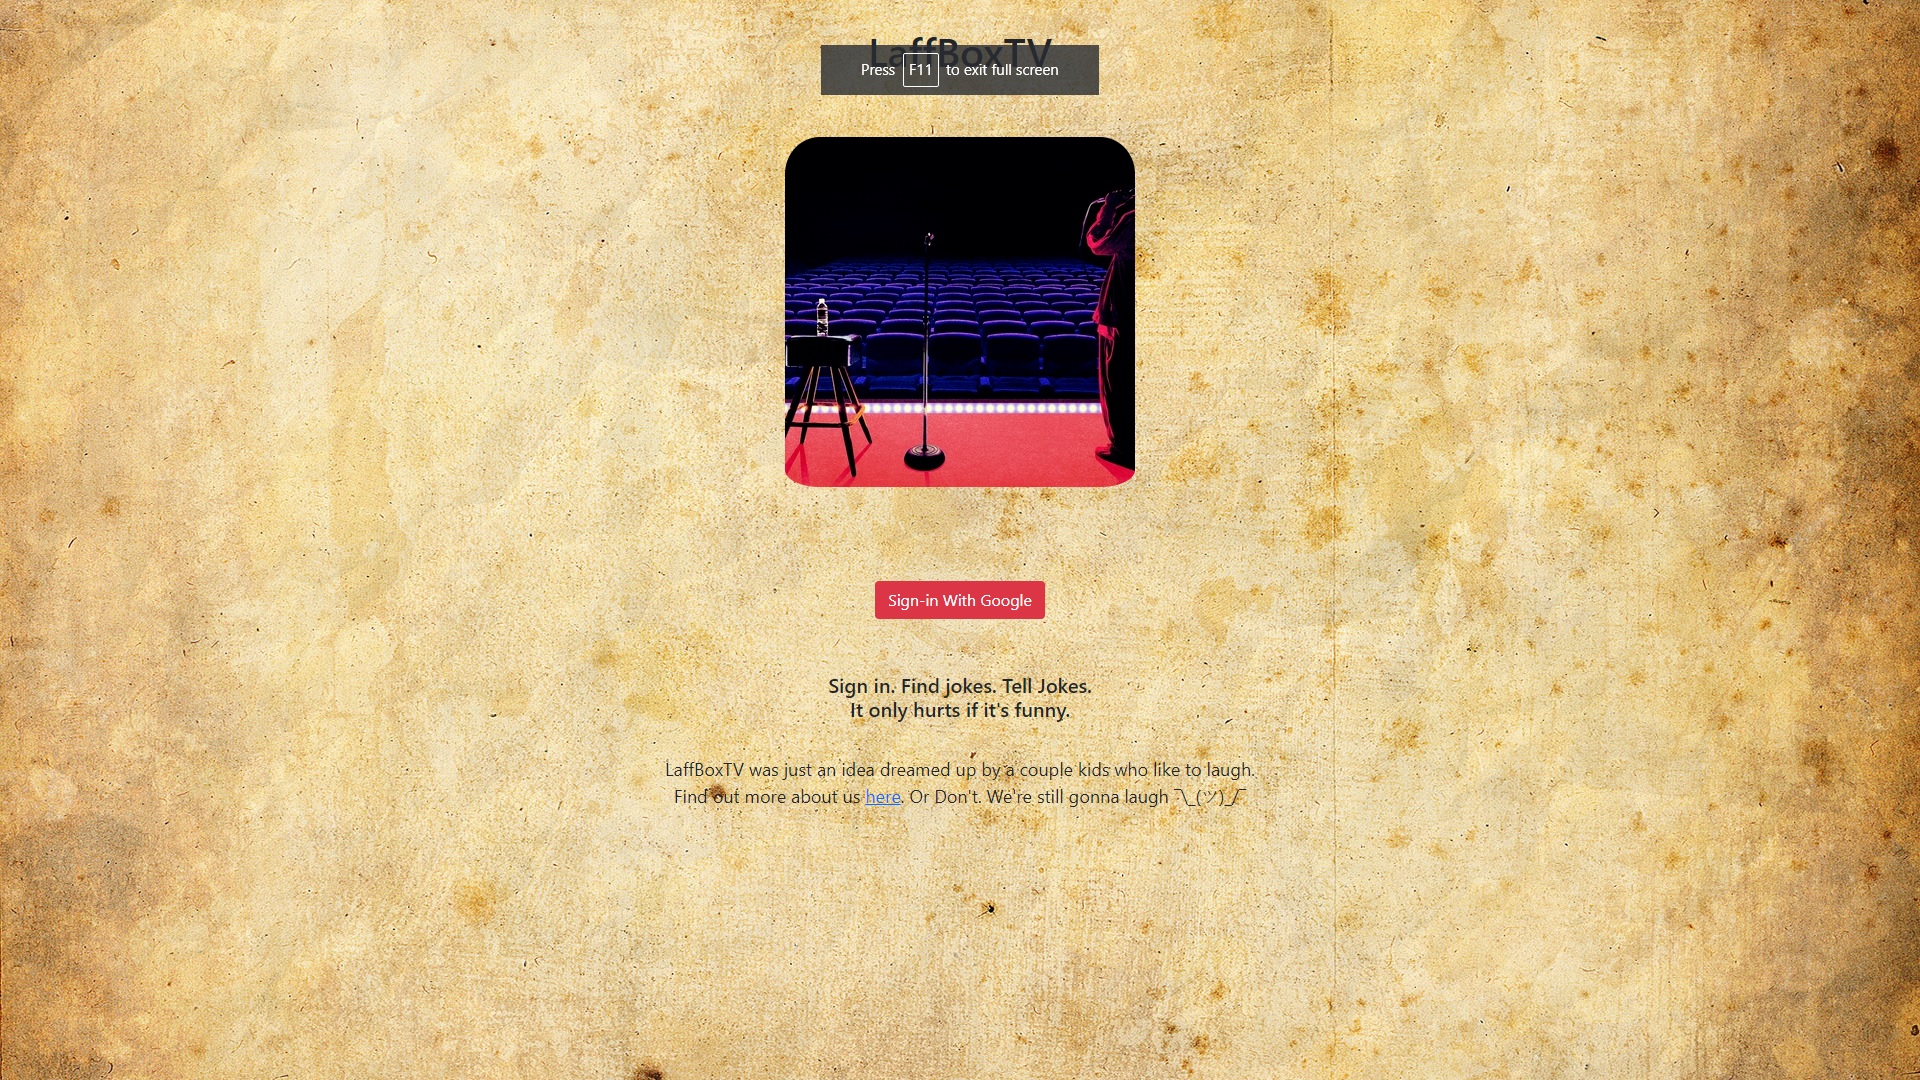 LaffBoxTV
Press F11 to exit full screen
Sign-in With Google
Sign in. Find jokes. Tell Jokes.
It only hurts if it's funny.
LaffBoxTV was just an idea dreamed up by a couple kids who like to laugh.
Find out more about us here. Or Don't. We're still gonna laugh ¯\_(ツ)_/¯